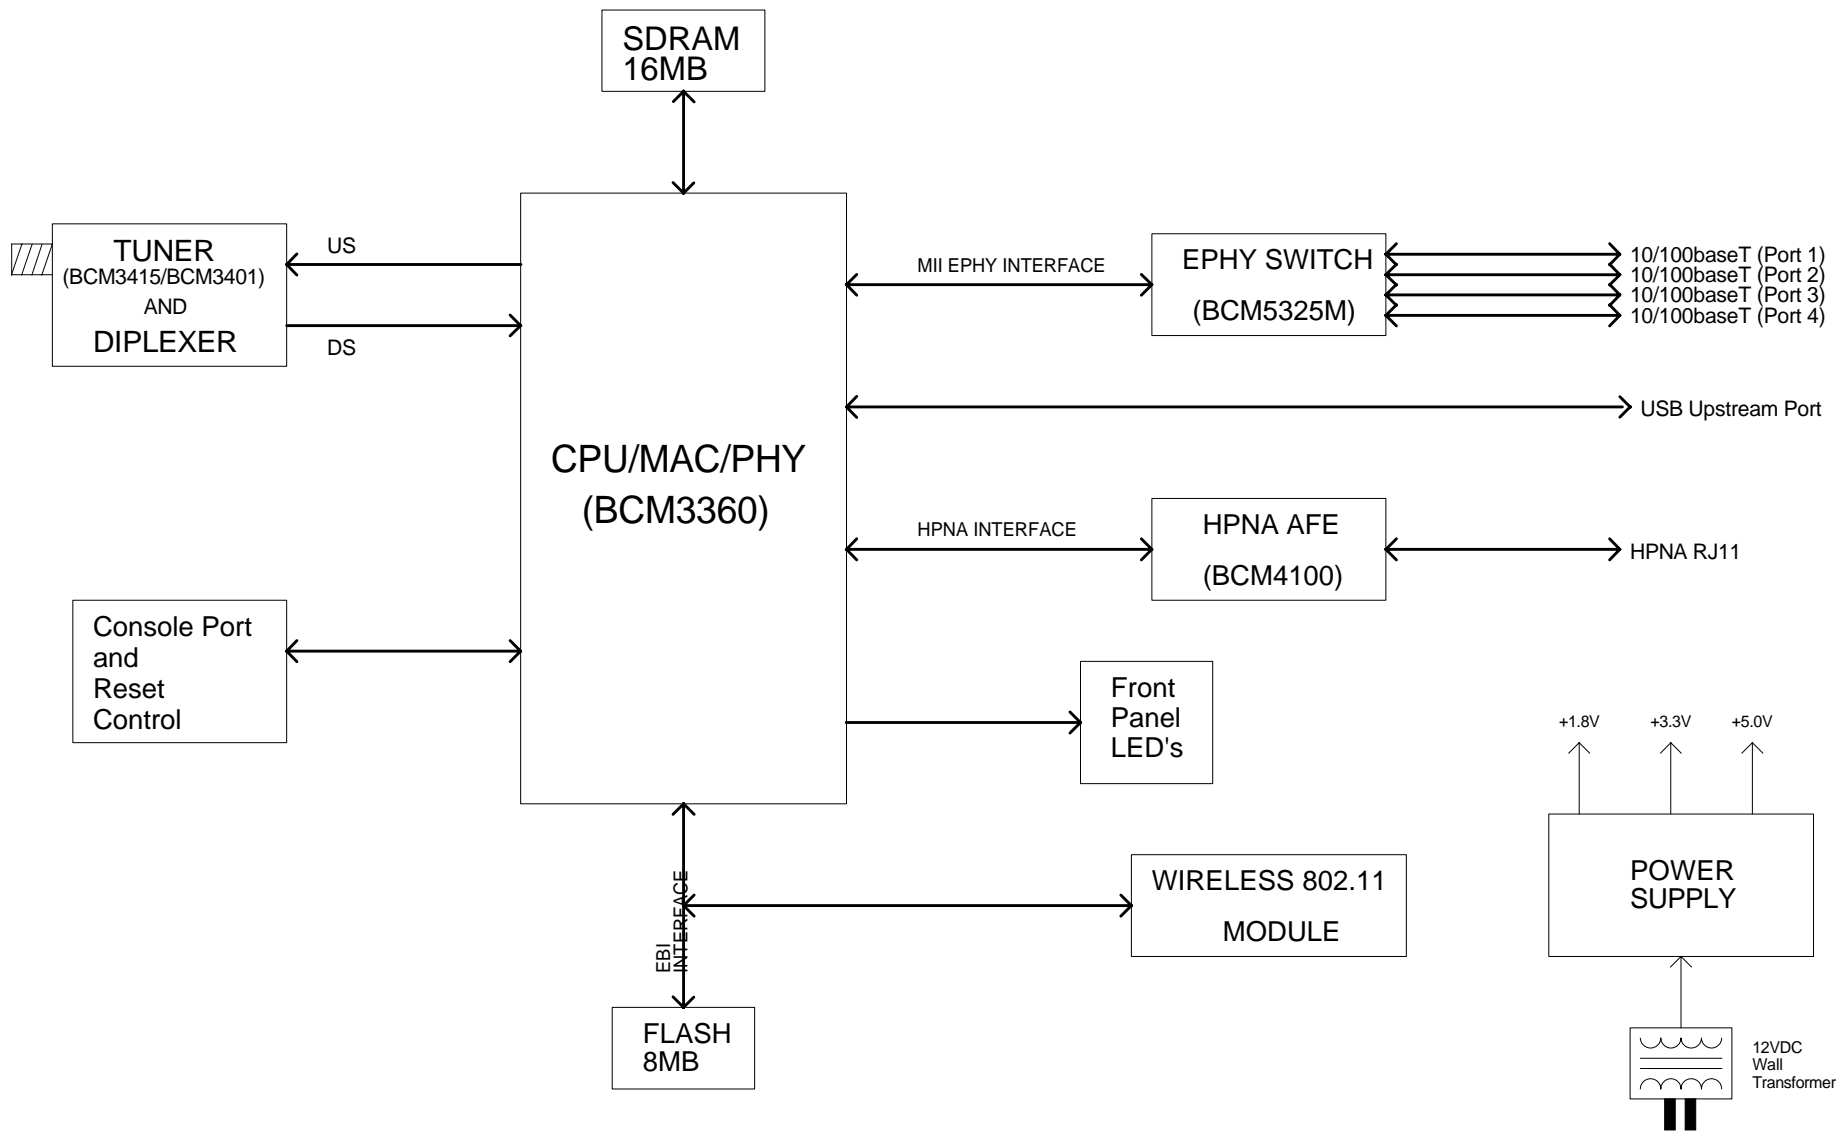 SDRAM
16MB
TUNER
(BCM3415/BCM3401)
AND
DIPLEXER
US
DS
CPU/MAC/PHY
(BCM3360)
MII EPHY INTERFACE
EPHY SWITCH
(BCM5325M)
10/100baseT (Port 1)
10/100baseT (Port 2)
10/100baseT (Port 3)
10/100baseT (Port 4)
USB Upstream Port
HPNA INTERFACE
HPNA AFE
(BCM4100)
HPNA RJ11
Console Port
and
Reset
Control
Front
Panel
LED's
EBI
INTERFACE
WIRELESS 802.11
MODULE
FLASH
8MB
+1.8V
+3.3V
+5.0V
POWER
SUPPLY
12VDC
Wall
Transformer